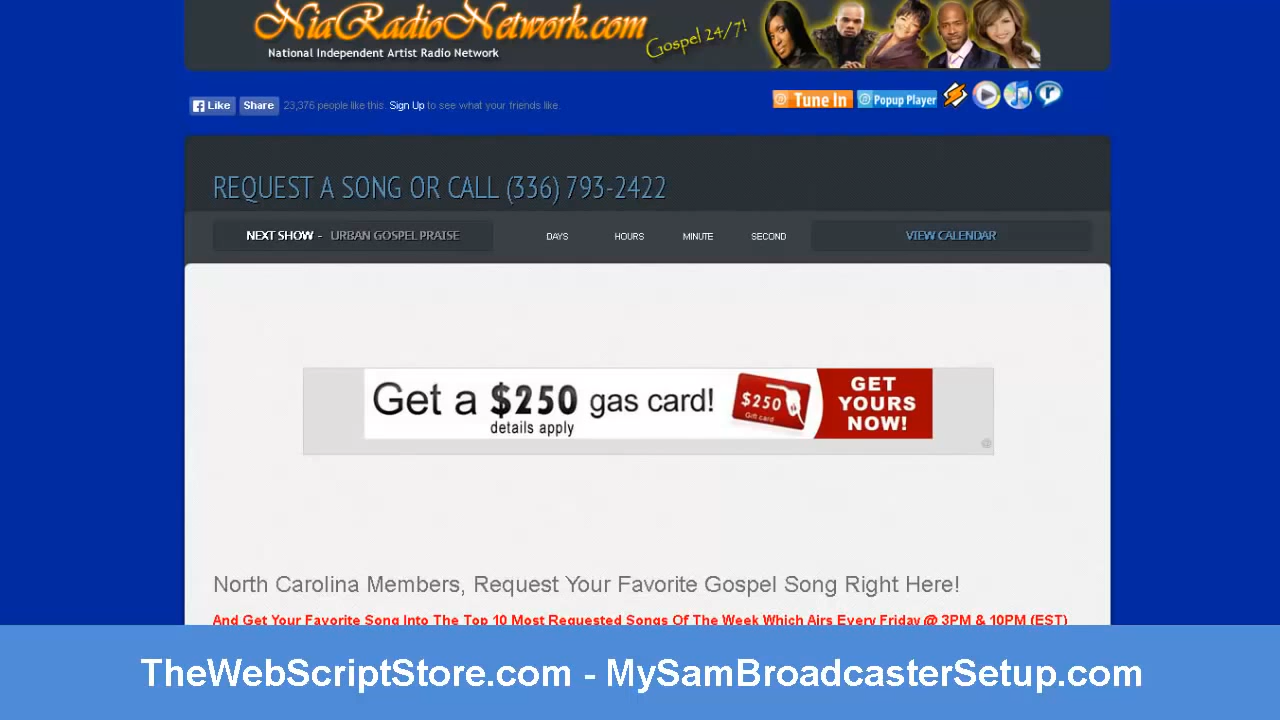 NiaRadioNetwork.com
National Independent Artist Radio Network
Gospel 24/7!
Like Share 23,376 people like this. Sign Up to see what your friends like.
Tune In Popup Player
REQUEST A SONG OR CALL (336) 793-2422
NEXT SHOW - URBAN GOSPEL PRAISE DAYS HOURS MINUTE SECOND VIEW CALENDAR
Get a $250 gas card!
details apply
$250
Gift card
GET
YOURS
NOW!
North Carolina Members, Request Your Favorite Gospel Song Right Here!
And Get Your Favorite Song Into The Top 10 Most Requested Songs Of The Week Which Airs Every Friday @ 3PM & 10PM (EST)
TheWebScriptStore.com - MySamBroadcasterSetup.com